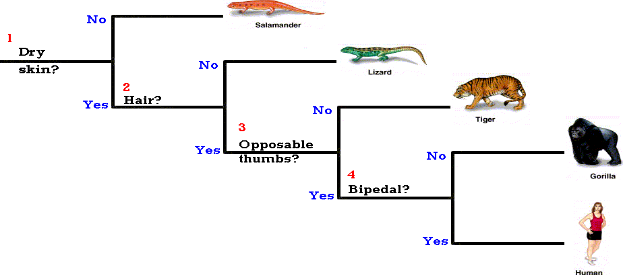 No
Salamander
1
Dry
skin?
No
Lizard
2
Yes
Hair?
No
Tiger
3
Yes
Opposable
thumbs?
No
Gorilla
4
Yes
Bipedal?
Yes
Human